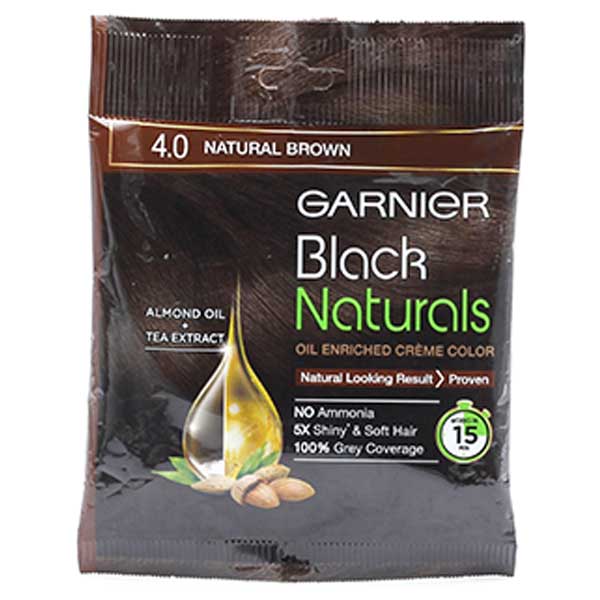 4.0 NATURAL BROWN
GARNIER
Black
Naturals
OIL ENRICHED CRÈME COLOR
Natural Looking Result > Proven
ALMOND OIL
+
TEA EXTRACT
NO Ammonia
5X Shiny* & Soft Hair
100% Grey Coverage
15
MIN